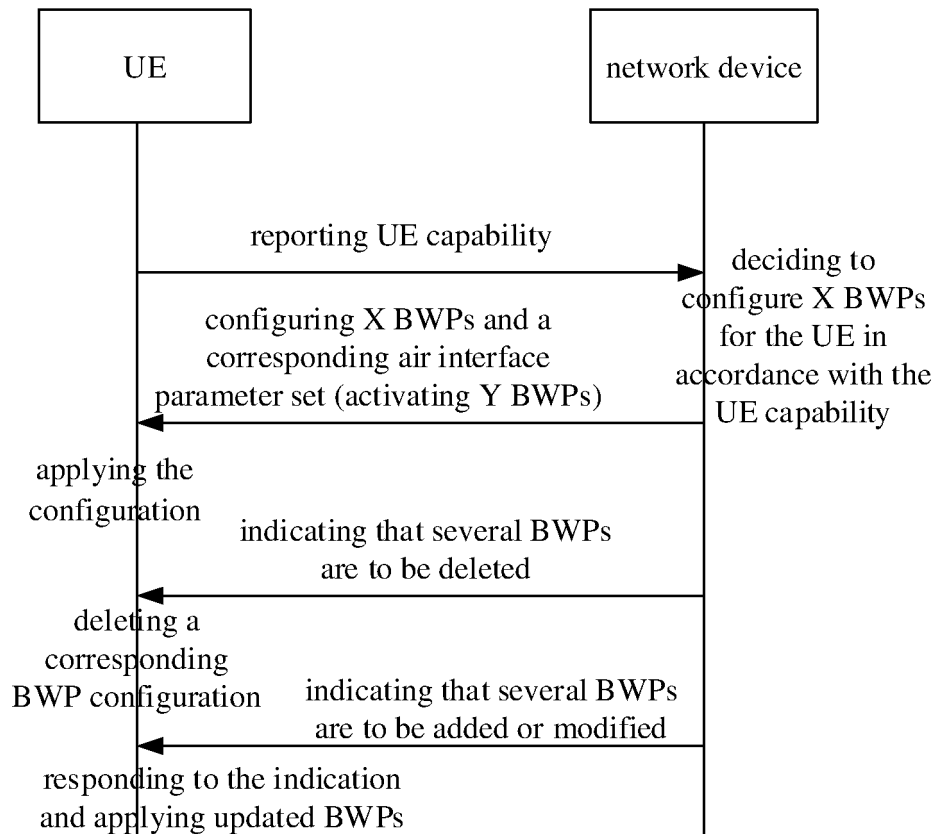 UE
network device
reporting UE capability
deciding to
configure X BWPs
for the UE in
accordance with the
UE capability
configuring X BWPs and a
corresponding air interface
parameter set (activating Y BWPs)
applying the
configuration
indicating that several BWPs
are to be deleted
deleting a
corresponding
BWP configuration
indicating that several BWPs
are to be added or modified
responding to the indication
and applying updated BWPs